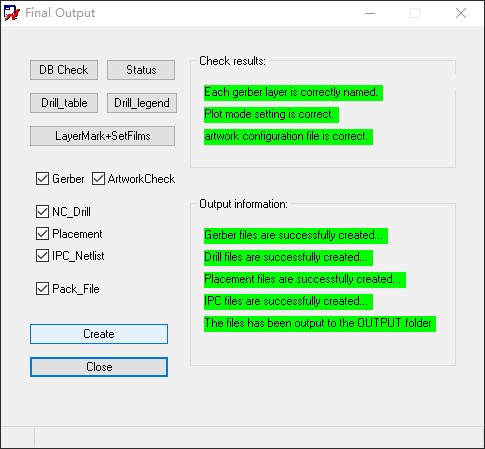 Final Output
DB Check
Status
Drill_table
Drill_legend
LayerMark+SetFilms
Gerber
ArtworkCheck
NC_Drill
Placement
IPC_Netlist
Pack_File
Create
Close
Check results:
Each gerber layer is correctly named.
Plot mode setting is correct.
artwork configuration file is correct.
Output information:
Gerber files are successfully created...
Drill files are successfully created...
Placement files are successfully created...
IPC files are successfully created...
The files has been output to the OUTPUT folder